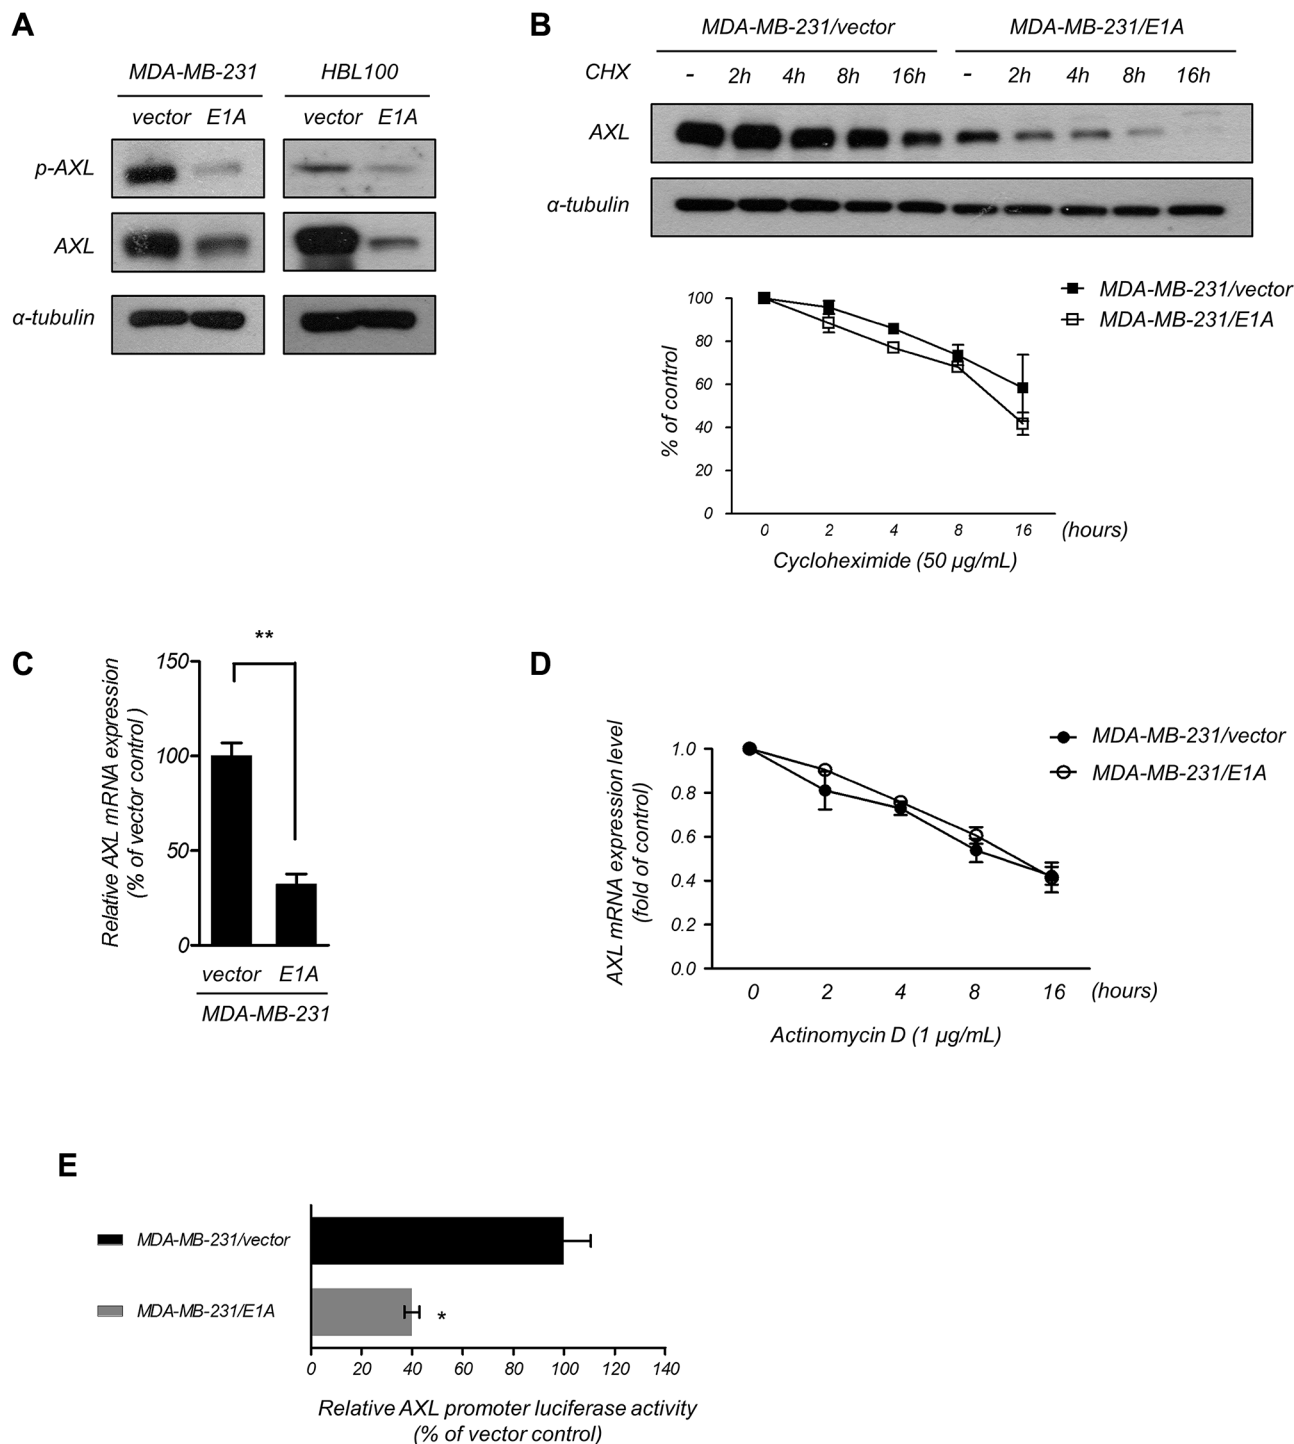 A
MDA-MB-231 HBL100
vector E1A vector E1A
p-AXL
AXL
α-tubulin
B
MDA-MB-231/vector MDA-MB-231/E1A
CHX - 2h 4h 8h 16h - 2h 4h 8h 16h
AXL
α-tubulin
MDA-MB-231/vector
MDA-MB-231/E1A
% of control
100
80
60
40
20
0
0 2 4 8 16 (hours)
Cycloheximide (50 µg/mL)
C
**
Relative AXL mRNA expression
(% of vector control )
150
100
50
0
vector E1A
MDA-MB-231
D
MDA-MB-231/vector
MDA-MB-231/E1A
AXL mRNA expression level
(fold of control)
1.0
0.8
0.6
0.4
0.2
0.0
0 2 4 8 16 (hours)
Actinomycin D (1 µg/mL)
E
MDA-MB-231/vector
MDA-MB-231/E1A
*
0 20 40 60 80 100 120 140
Relative AXL promoter luciferase activity
(% of vector control)